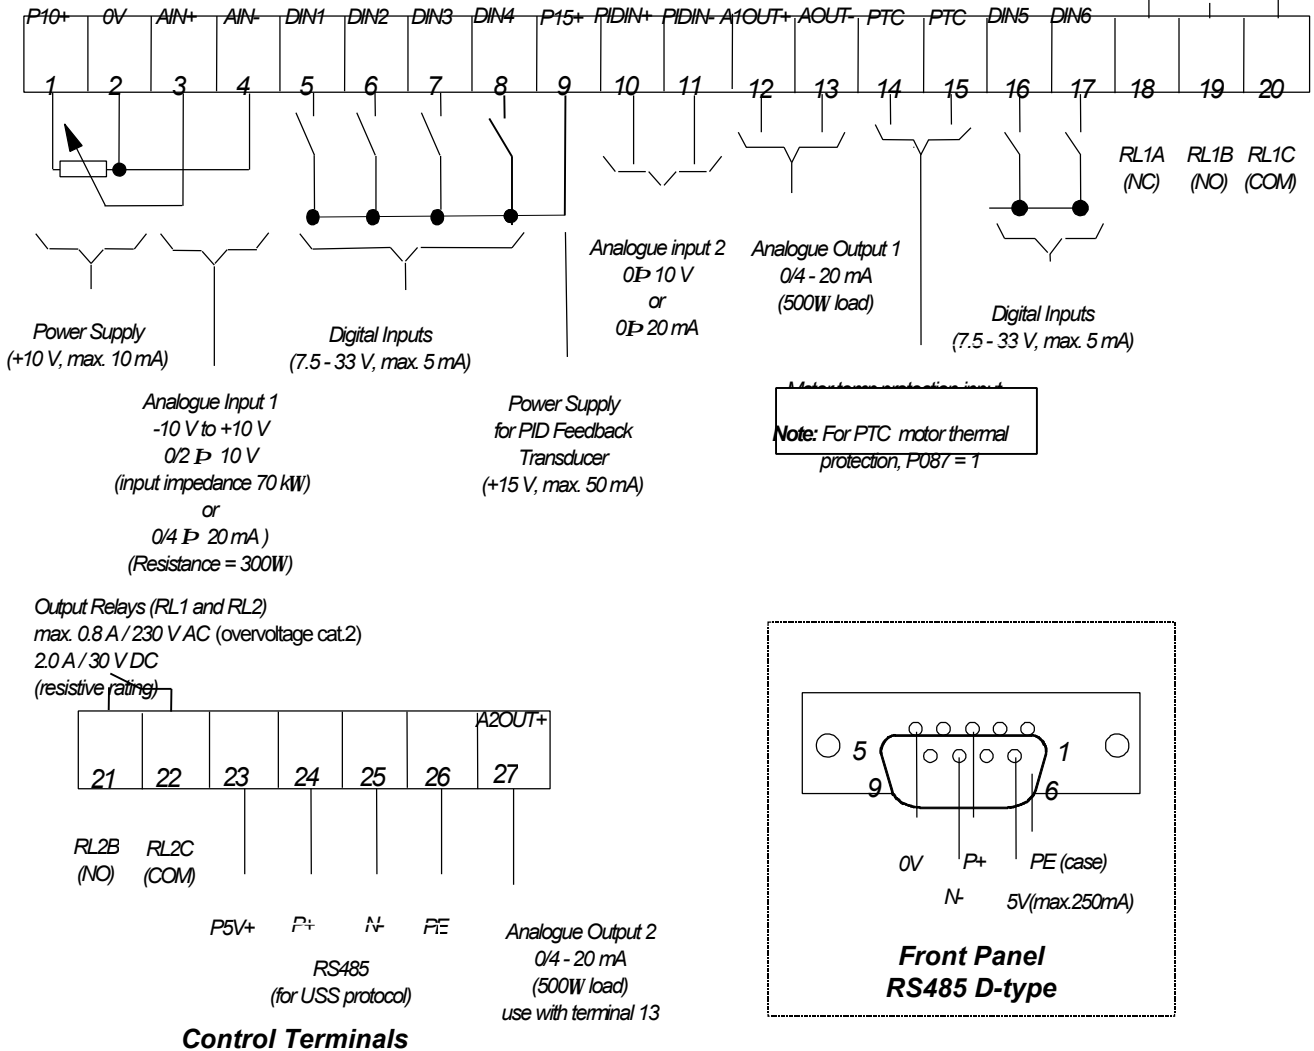 P10+ 0V AIN+ AIN- DIN1 DIN2 DIN3 DIN4 P15+ PIDIN+ PIDIN- A1OUT+ AOUT- PTC PTC DIN5 DIN6
1 2 3 4 5 6 7 8 9 10 11 12 13 14 15 16 17 18 19 20
RL1A
(NC)
RL1B
(NO)
RL1C
(COM)
Power Supply
(+10 V, max. 10 mA)
Analogue Input 1
-10 V to +10 V
0/2 Þ 10 V
(input impedance 70 kW)
or
0/4 Þ 20 mA )
(Resistance = 300W)
Digital Inputs
(7.5 - 33 V, max. 5 mA)
Power Supply
for PID Feedback
Transducer
(+15 V, max. 50 mA)
Analogue input 2
0Þ 10 V
or
0Þ 20 mA
Analogue Output 1
0/4 - 20 mA
(500W load)
Digital Inputs
(7.5 - 33 V, max. 5 mA)
Motor temp protection input
Note: For PTC motor thermal
protection, P087 = 1
Output Relays (RL1 and RL2)
max. 0.8 A / 230 V AC (overvoltage cat.2)
2.0 A / 30 V DC
(resistive rating)
A2OUT+
21 22 23 24 25 26 27
RL2B
(NO)
RL2C
(COM)
P5V+ P+ N- PE
RS485
(for USS protocol)
Analogue Output 2
0/4 - 20 mA
(500W load)
use with terminal 13
Control Terminals
5 1
9 6
0V P+ PE (case)
N- 5V(max.250mA)
Front Panel
RS485 D-type